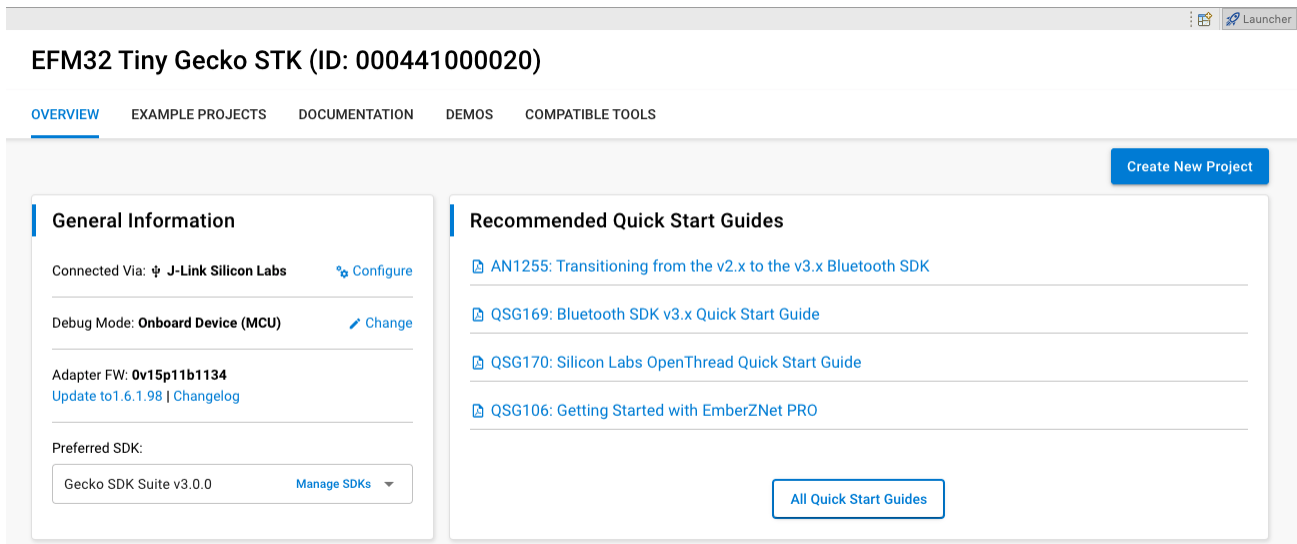 Launcher
EFM32 Tiny Gecko STK (ID: 000441000020)
OVERVIEW EXAMPLE PROJECTS DOCUMENTATION DEMOS COMPATIBLE TOOLS
Create New Project
General Information
Connected Via: J-Link Silicon Labs Configure
Debug Mode: Onboard Device (MCU) Change
Adapter FW: 0v15p11b1134
Update to1.6.1.98 | Changelog
Preferred SDK:
Gecko SDK Suite v3.0.0 Manage SDKs
Recommended Quick Start Guides
AN1255: Transitioning from the v2.x to the v3.x Bluetooth SDK
QSG169: Bluetooth SDK v3.x Quick Start Guide
QSG170: Silicon Labs OpenThread Quick Start Guide
QSG106: Getting Started with EmberZNet PRO
All Quick Start Guides